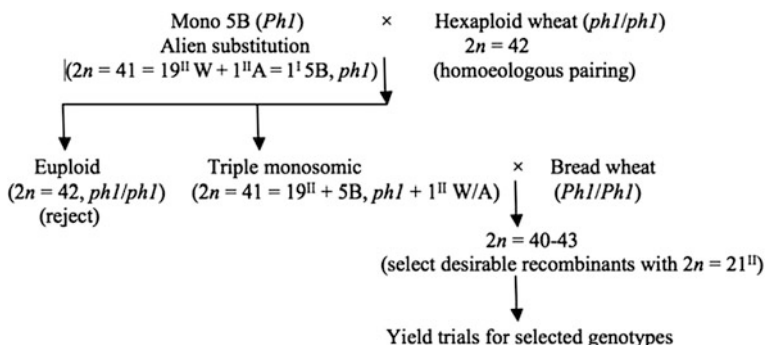 Mono 5B (Ph1) × Hexaploid wheat (ph1/ph1)
Alien substitution 2n = 42
(2n = 41 = 19ᴵᴵ W + 1ᴵᴵA = 1ᴵ 5B, ph1) (homoeologous pairing)
Euploid Triple monosomic × Bread wheat
(2n = 42, ph1/ph1) (2n = 41 = 19ᴵᴵ + 5B, ph1 + 1ᴵᴵ W/A) (Ph1/Ph1)
(reject)
2n = 40-43
(select desirable recombinants with 2n = 21ᴵᴵ)
Yield trials for selected genotypes